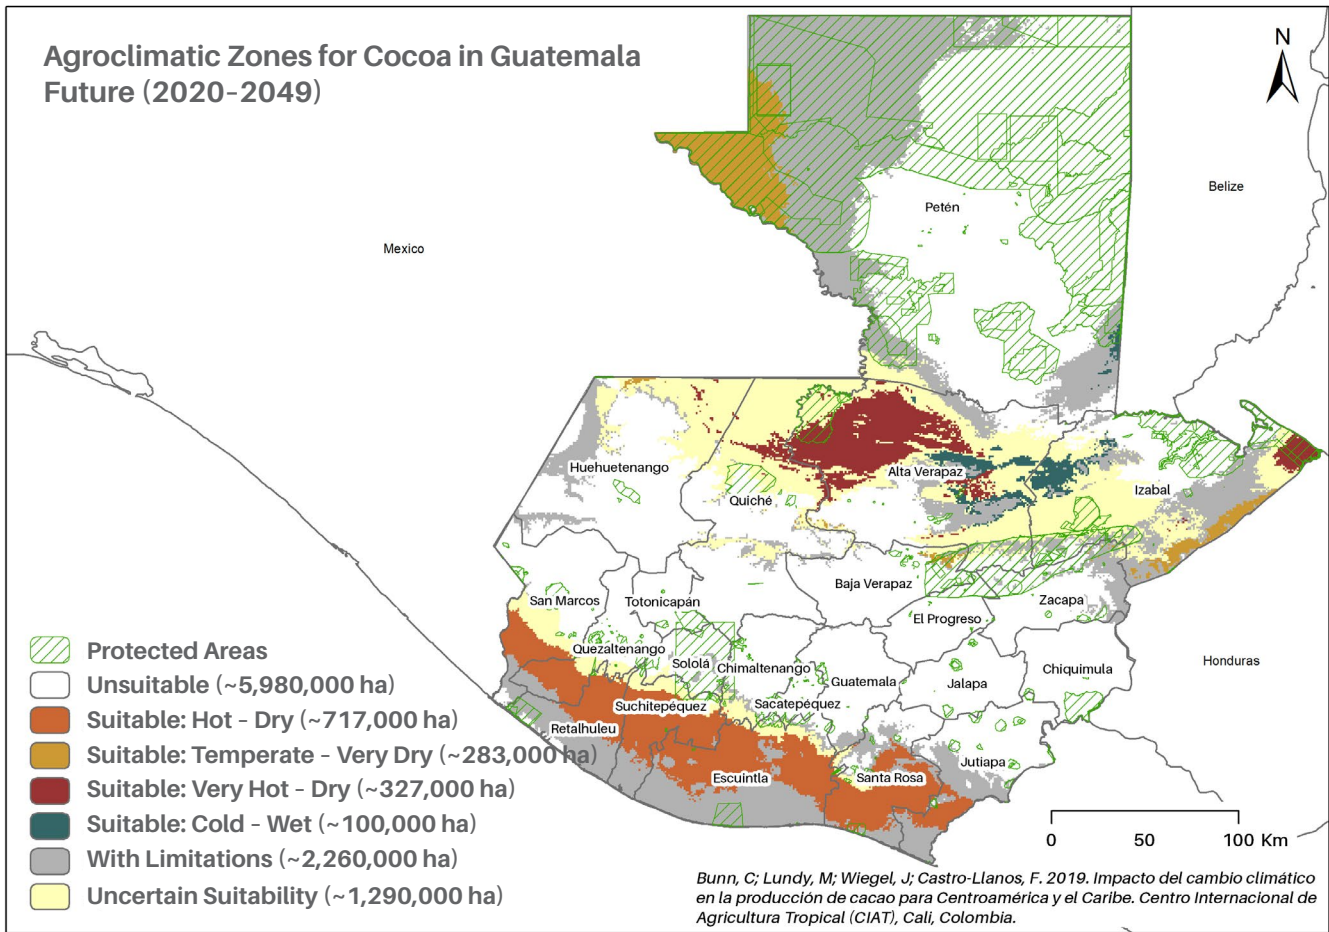 Agroclimatic Zones for Cocoa in Guatemala
Future (2020–2049)
N
Belize
Petén
Mexico
Huehuetenango
Alta Verapaz
Quiché
Izabal
Baja Verapaz
San Marcos
Totonicapán
Zacapa
El Progreso
Quezaltenango
Sololá
Chimaltenango
Guatemala
Jalapa
Chiquimula
Honduras
Suchitepéquez
Sacatepéquez
Retalhuleu
Escuintla
Santa Rosa
Jutiapa
Protected Areas
Unsuitable (~5,980,000 ha)
Suitable: Hot – Dry (~717,000 ha)
Suitable: Temperate – Very Dry (~283,000 ha)
Suitable: Very Hot – Dry (~327,000 ha)
Suitable: Cold – Wet (~100,000 ha)
With Limitations (~2,260,000 ha)
Uncertain Suitability (~1,290,000 ha)
0 50 100 Km
Bunn, C; Lundy, M; Wiegel, J; Castro-Llanos, F. 2019. Impacto del cambio climático
en la producción de cacao para Centroamérica y el Caribe. Centro Internacional de
Agricultura Tropical (CIAT), Cali, Colombia.